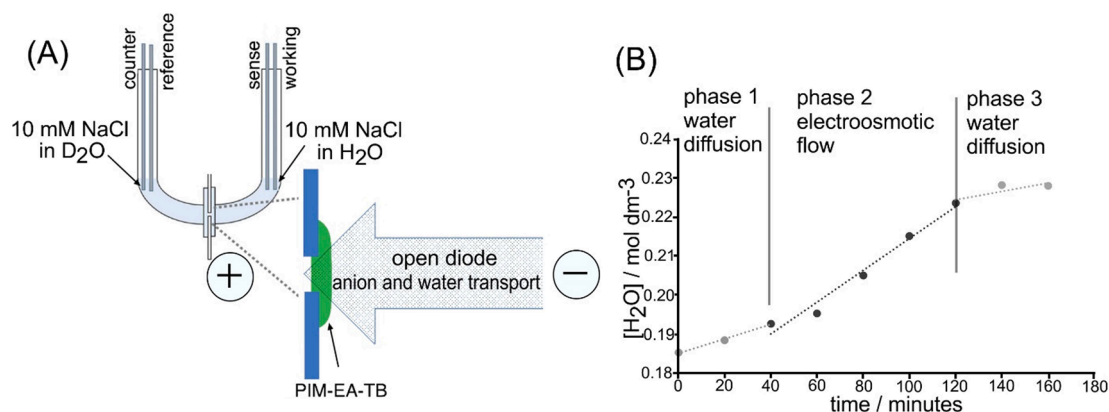 (A)
counter
reference
sense
working
10 mM NaCl
in D2O
10 mM NaCl
in H2O
+
open diode
anion and water transport
−
PIM-EA-TB
(B)
phase 1
water
diffusion
phase 2
electroosmotic
flow
phase 3
water
diffusion
[H2O] / mol dm-3
0.24
0.23
0.22
0.21
0.20
0.19
0.18
0 20 40 60 80 100 120 140 160 180
time / minutes